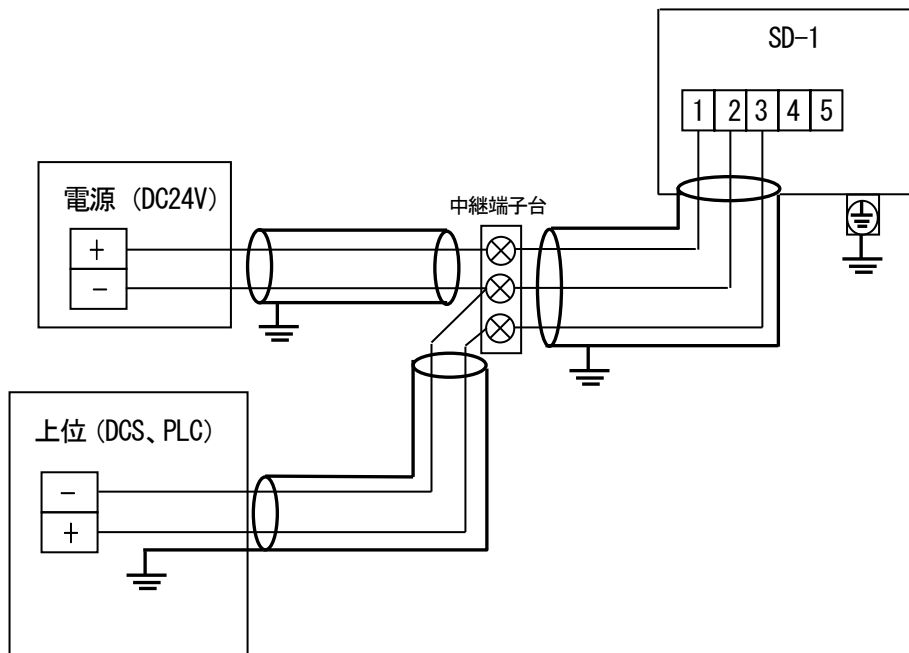 SD-1
1 2 3 4 5
電源 (DC24V)
+
-
中継端子台
上位 (DCS、PLC)
-
+